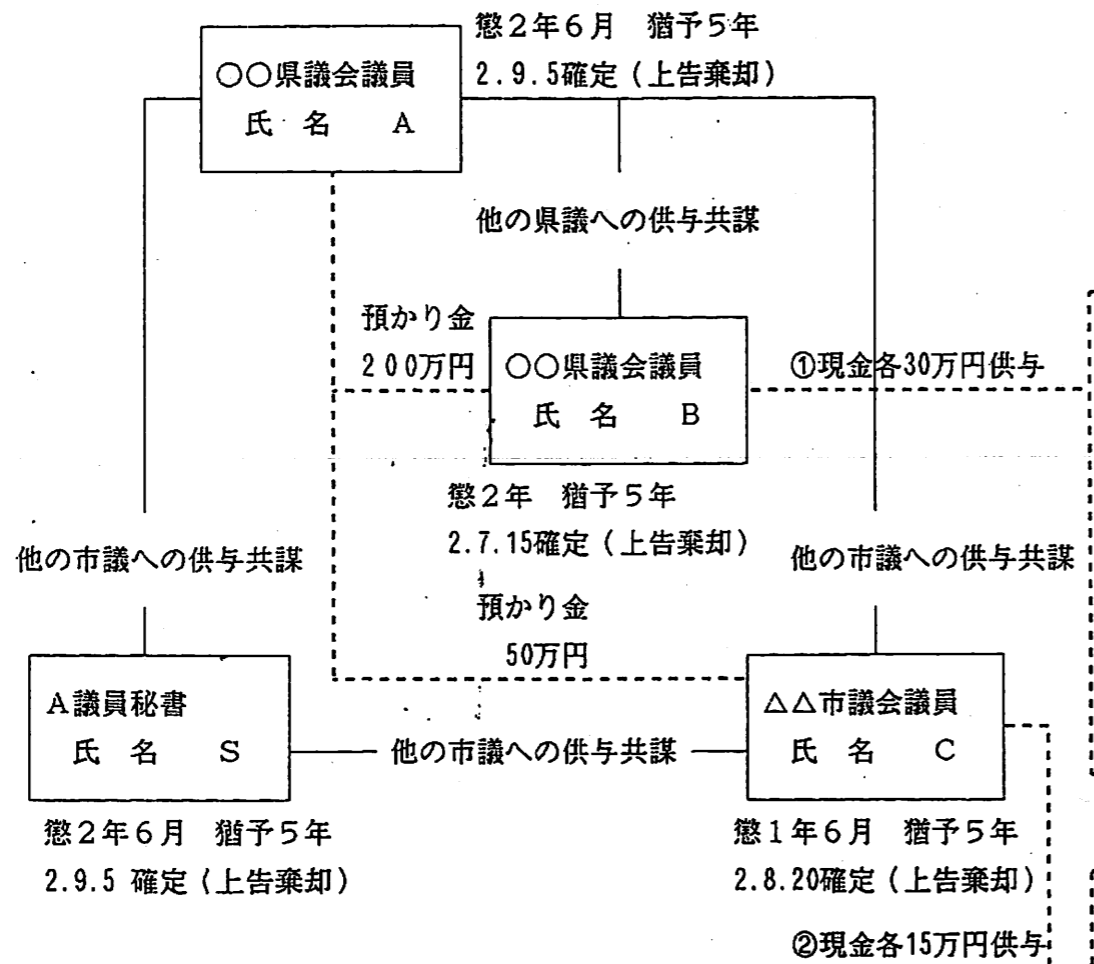 懲2年6月 猶予5年
2.9.5確定(上告棄却)
○○県議会議員
氏 名 A
他の県議への供与共謀
預かり金
200万円
○○県議会議員
氏 名 B
①現金各30万円供与
懲2年 猶予5年
2.7.15確定(上告棄却)
他の市議への供与共謀
他の市議への供与共謀
預かり金
50万円
A議員秘書
氏 名 S
他の市議への供与共謀
△△市議会議員
氏 名 C
懲2年6月 猶予5年
2.9.5 確定(上告棄却)
懲1年6月 猶予5年
2.8.20確定(上告棄却)
②現金各15万円供与